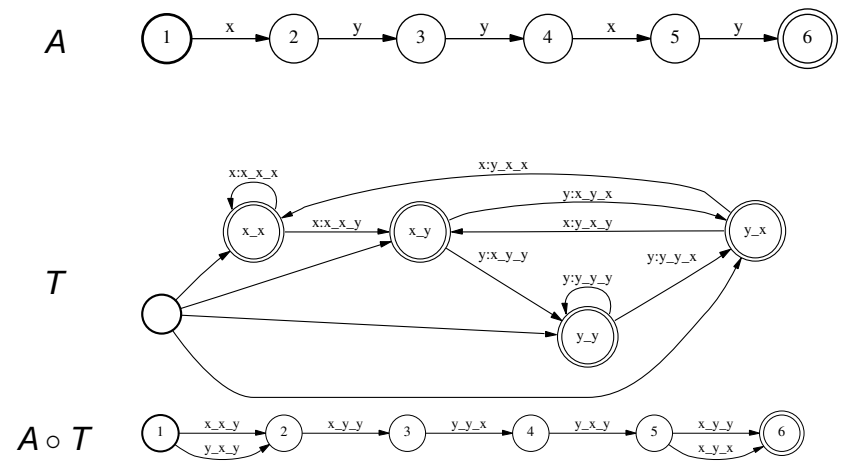 A 1 x 2 y 3 y 4 x 5 y 6
x:y_x_x
x:x_x_x
y:x_y_x
x:x_x_y x:y_x_y
x_x x_y y_x
y:x_y_y y:y_y_x
y:y_y_y
T
y_y
x_x_y x_y_y y_y_x y_x_y x_y_y
A ∘ T 1 2 3 4 5 6
y_x_y x_y_x